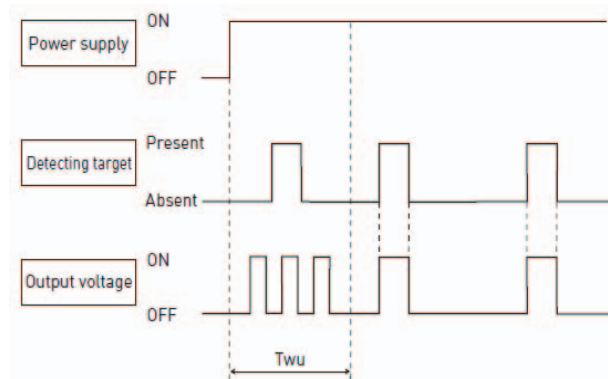 ON
Power supply
OFF
Present
Detecting target
Absent
ON
Output voltage
OFF
Twu